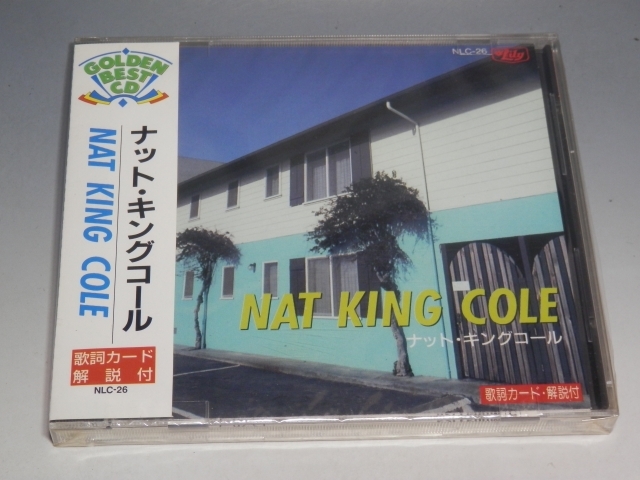 GOLDEN
BEST
CD
ナット・キングコール
NAT KING COLE
歌詞カード
解説付
NLC-26
NLC-26
Lily
NAT KING COLE
ナット・キングコール
歌詞カード・解説付